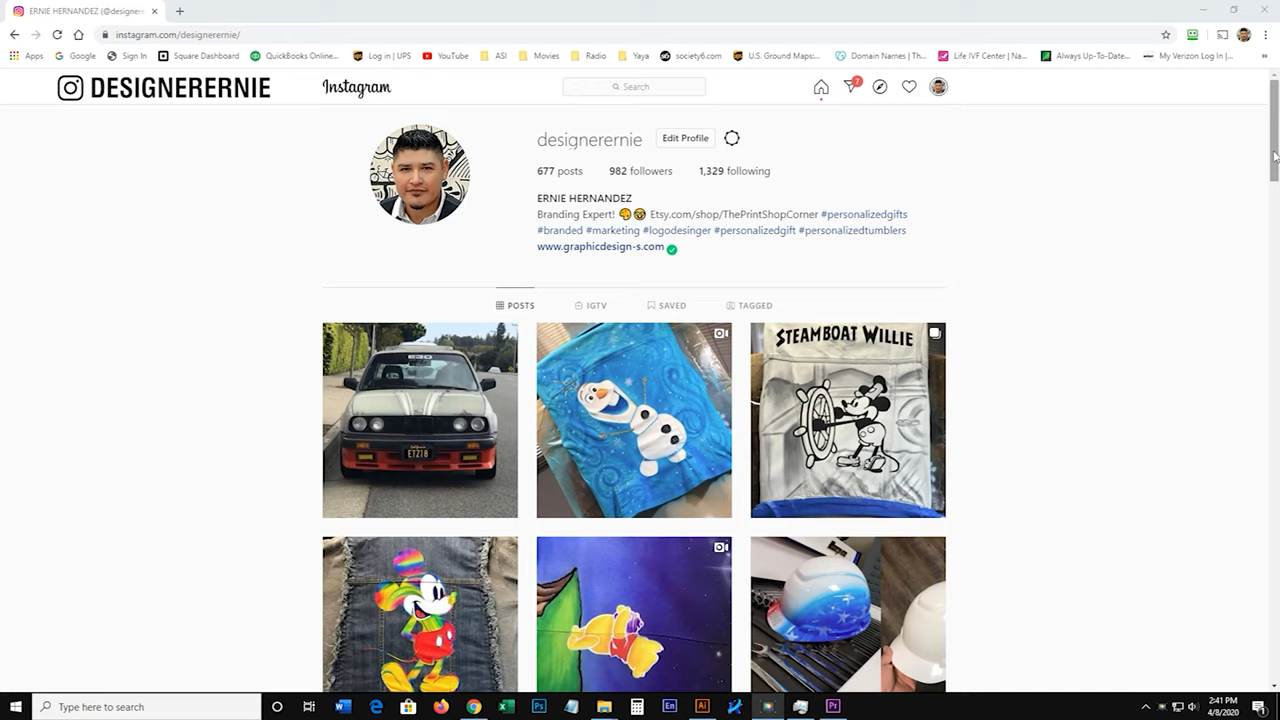 ERNIE HERNANDEZ (@designere
instagram.com/designerernie/
Apps Google Sign In Square Dashboard QuickBooks Online... Log in | UPS YouTube ASI Movies Radio Yaya society6.com U.S. Ground Maps:... Domain Names | Th... Life IVF Center | Na... Always Up-To-Date... My Verizon Log In |... »
DESIGNERERNIE Instagram Search 7
designerernie Edit Profile
677 posts 982 followers 1,329 following
ERNIE HERNANDEZ
Branding Expert! Etsy.com/shop/ThePrintShopCorner #personalizedgifts
#branded #marketing #logodesinger #personalizedgift #personalizedtumblers
www.graphicdesign-s.com
POSTS IGTV SAVED TAGGED
E30
STEAMBOAT WILLIE
Type here to search
2:41 PM
4/8/2020